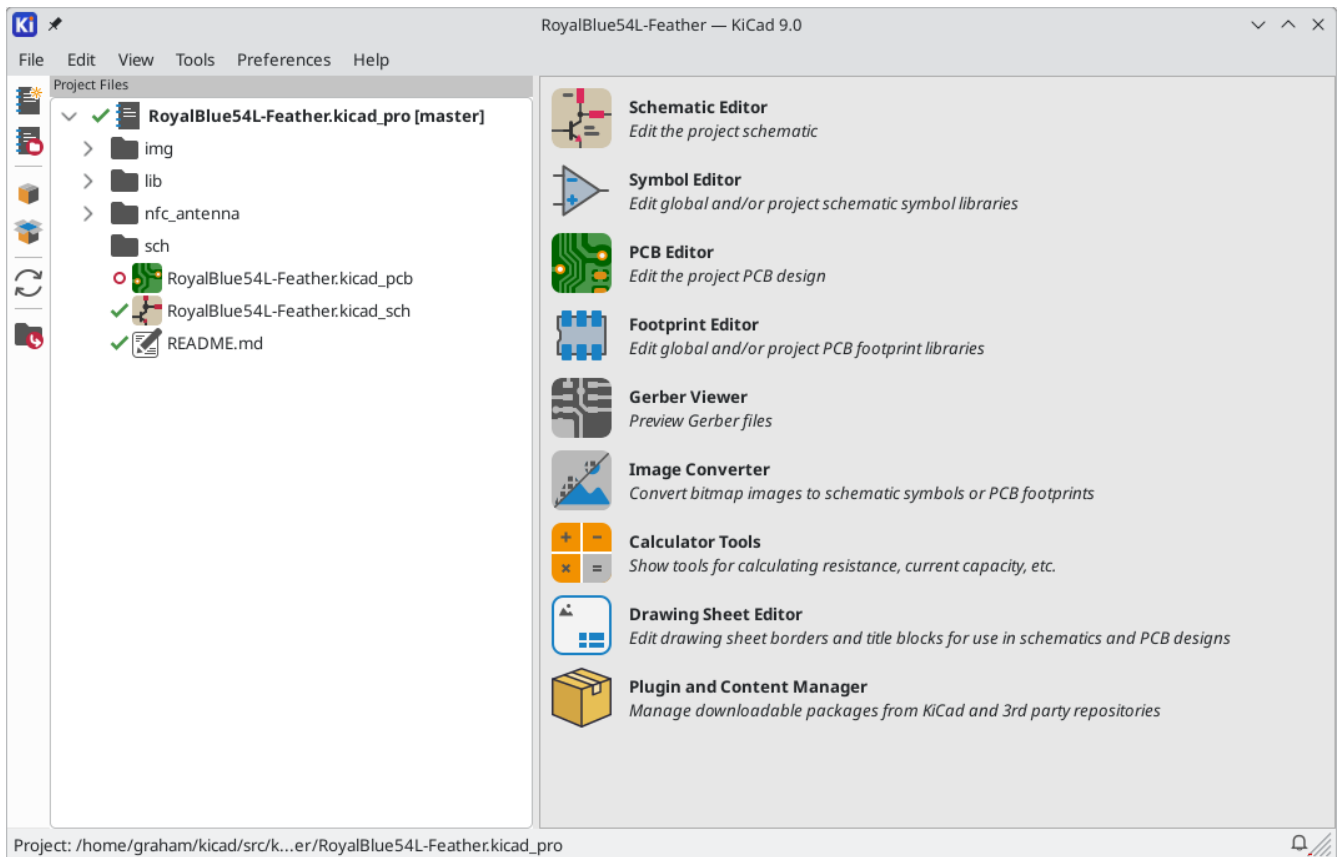 Ki
RoyalBlue54L-Feather — KiCad 9.0
File Edit View Tools Preferences Help
Project Files
RoyalBlue54L-Feather.kicad_pro [master]
img
lib
nfc_antenna
sch
RoyalBlue54L-Feather.kicad_pcb
RoyalBlue54L-Feather.kicad_sch
README.md
Schematic Editor
Edit the project schematic
Symbol Editor
Edit global and/or project schematic symbol libraries
PCB Editor
Edit the project PCB design
Footprint Editor
Edit global and/or project PCB footprint libraries
Gerber Viewer
Preview Gerber files
Image Converter
Convert bitmap images to schematic symbols or PCB footprints
Calculator Tools
Show tools for calculating resistance, current capacity, etc.
Drawing Sheet Editor
Edit drawing sheet borders and title blocks for use in schematics and PCB designs
Plugin and Content Manager
Manage downloadable packages from KiCad and 3rd party repositories
Project: /home/graham/kicad/src/k...er/RoyalBlue54L-Feather.kicad_pro